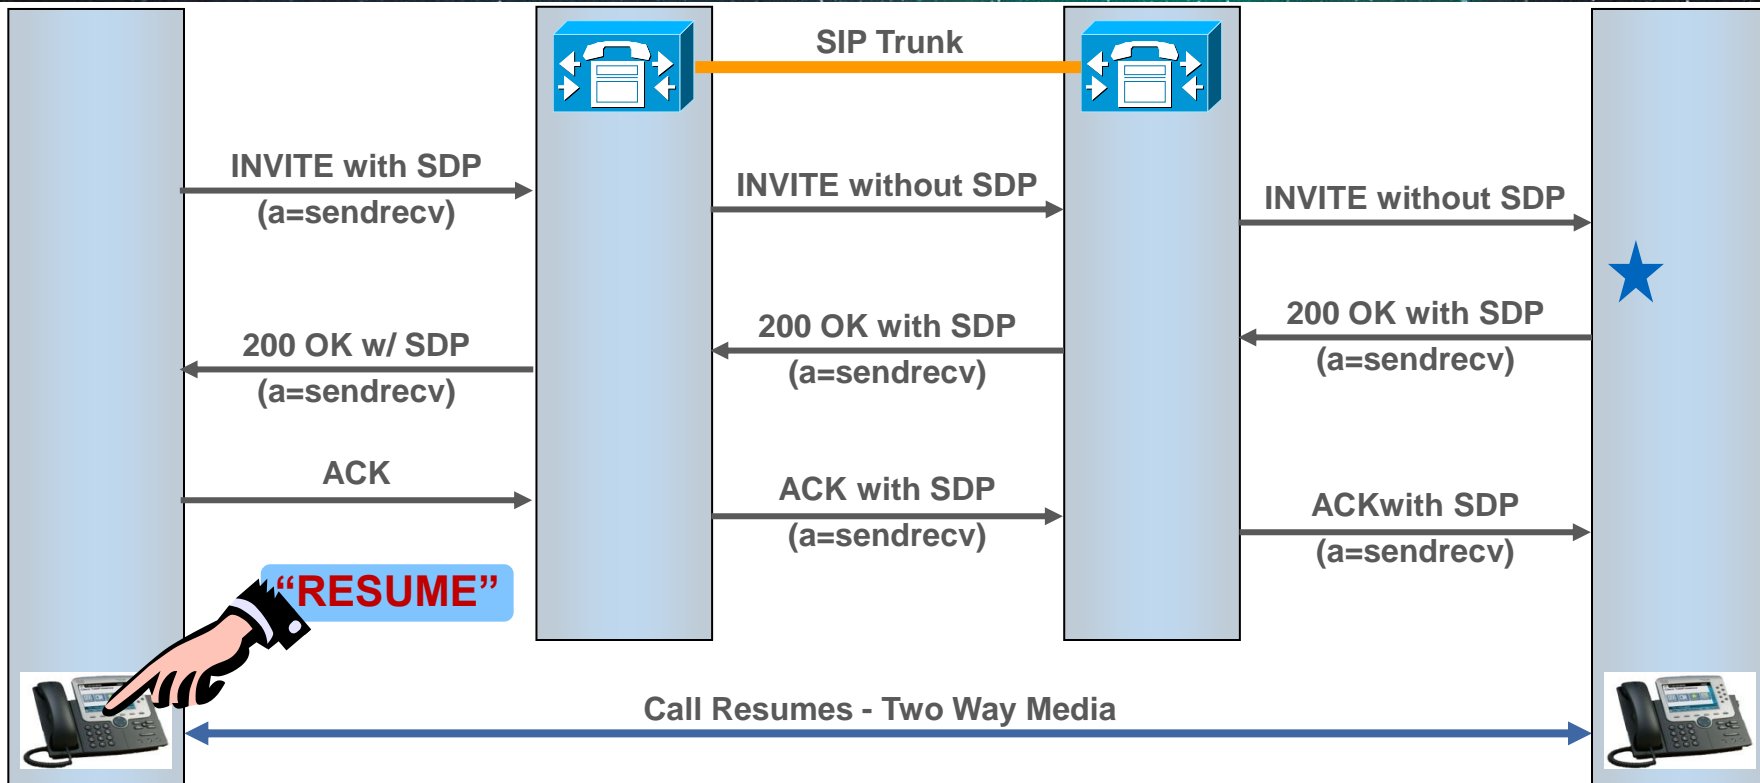 SIP Trunk
INVITE with SDP
(a=sendrecv)
INVITE without SDP
INVITE without SDP
200 OK w/ SDP
(a=sendrecv)
200 OK with SDP
(a=sendrecv)
200 OK with SDP
(a=sendrecv)
ACK
ACK with SDP
(a=sendrecv)
ACKwith SDP
(a=sendrecv)
“RESUME”
Call Resumes - Two Way Media